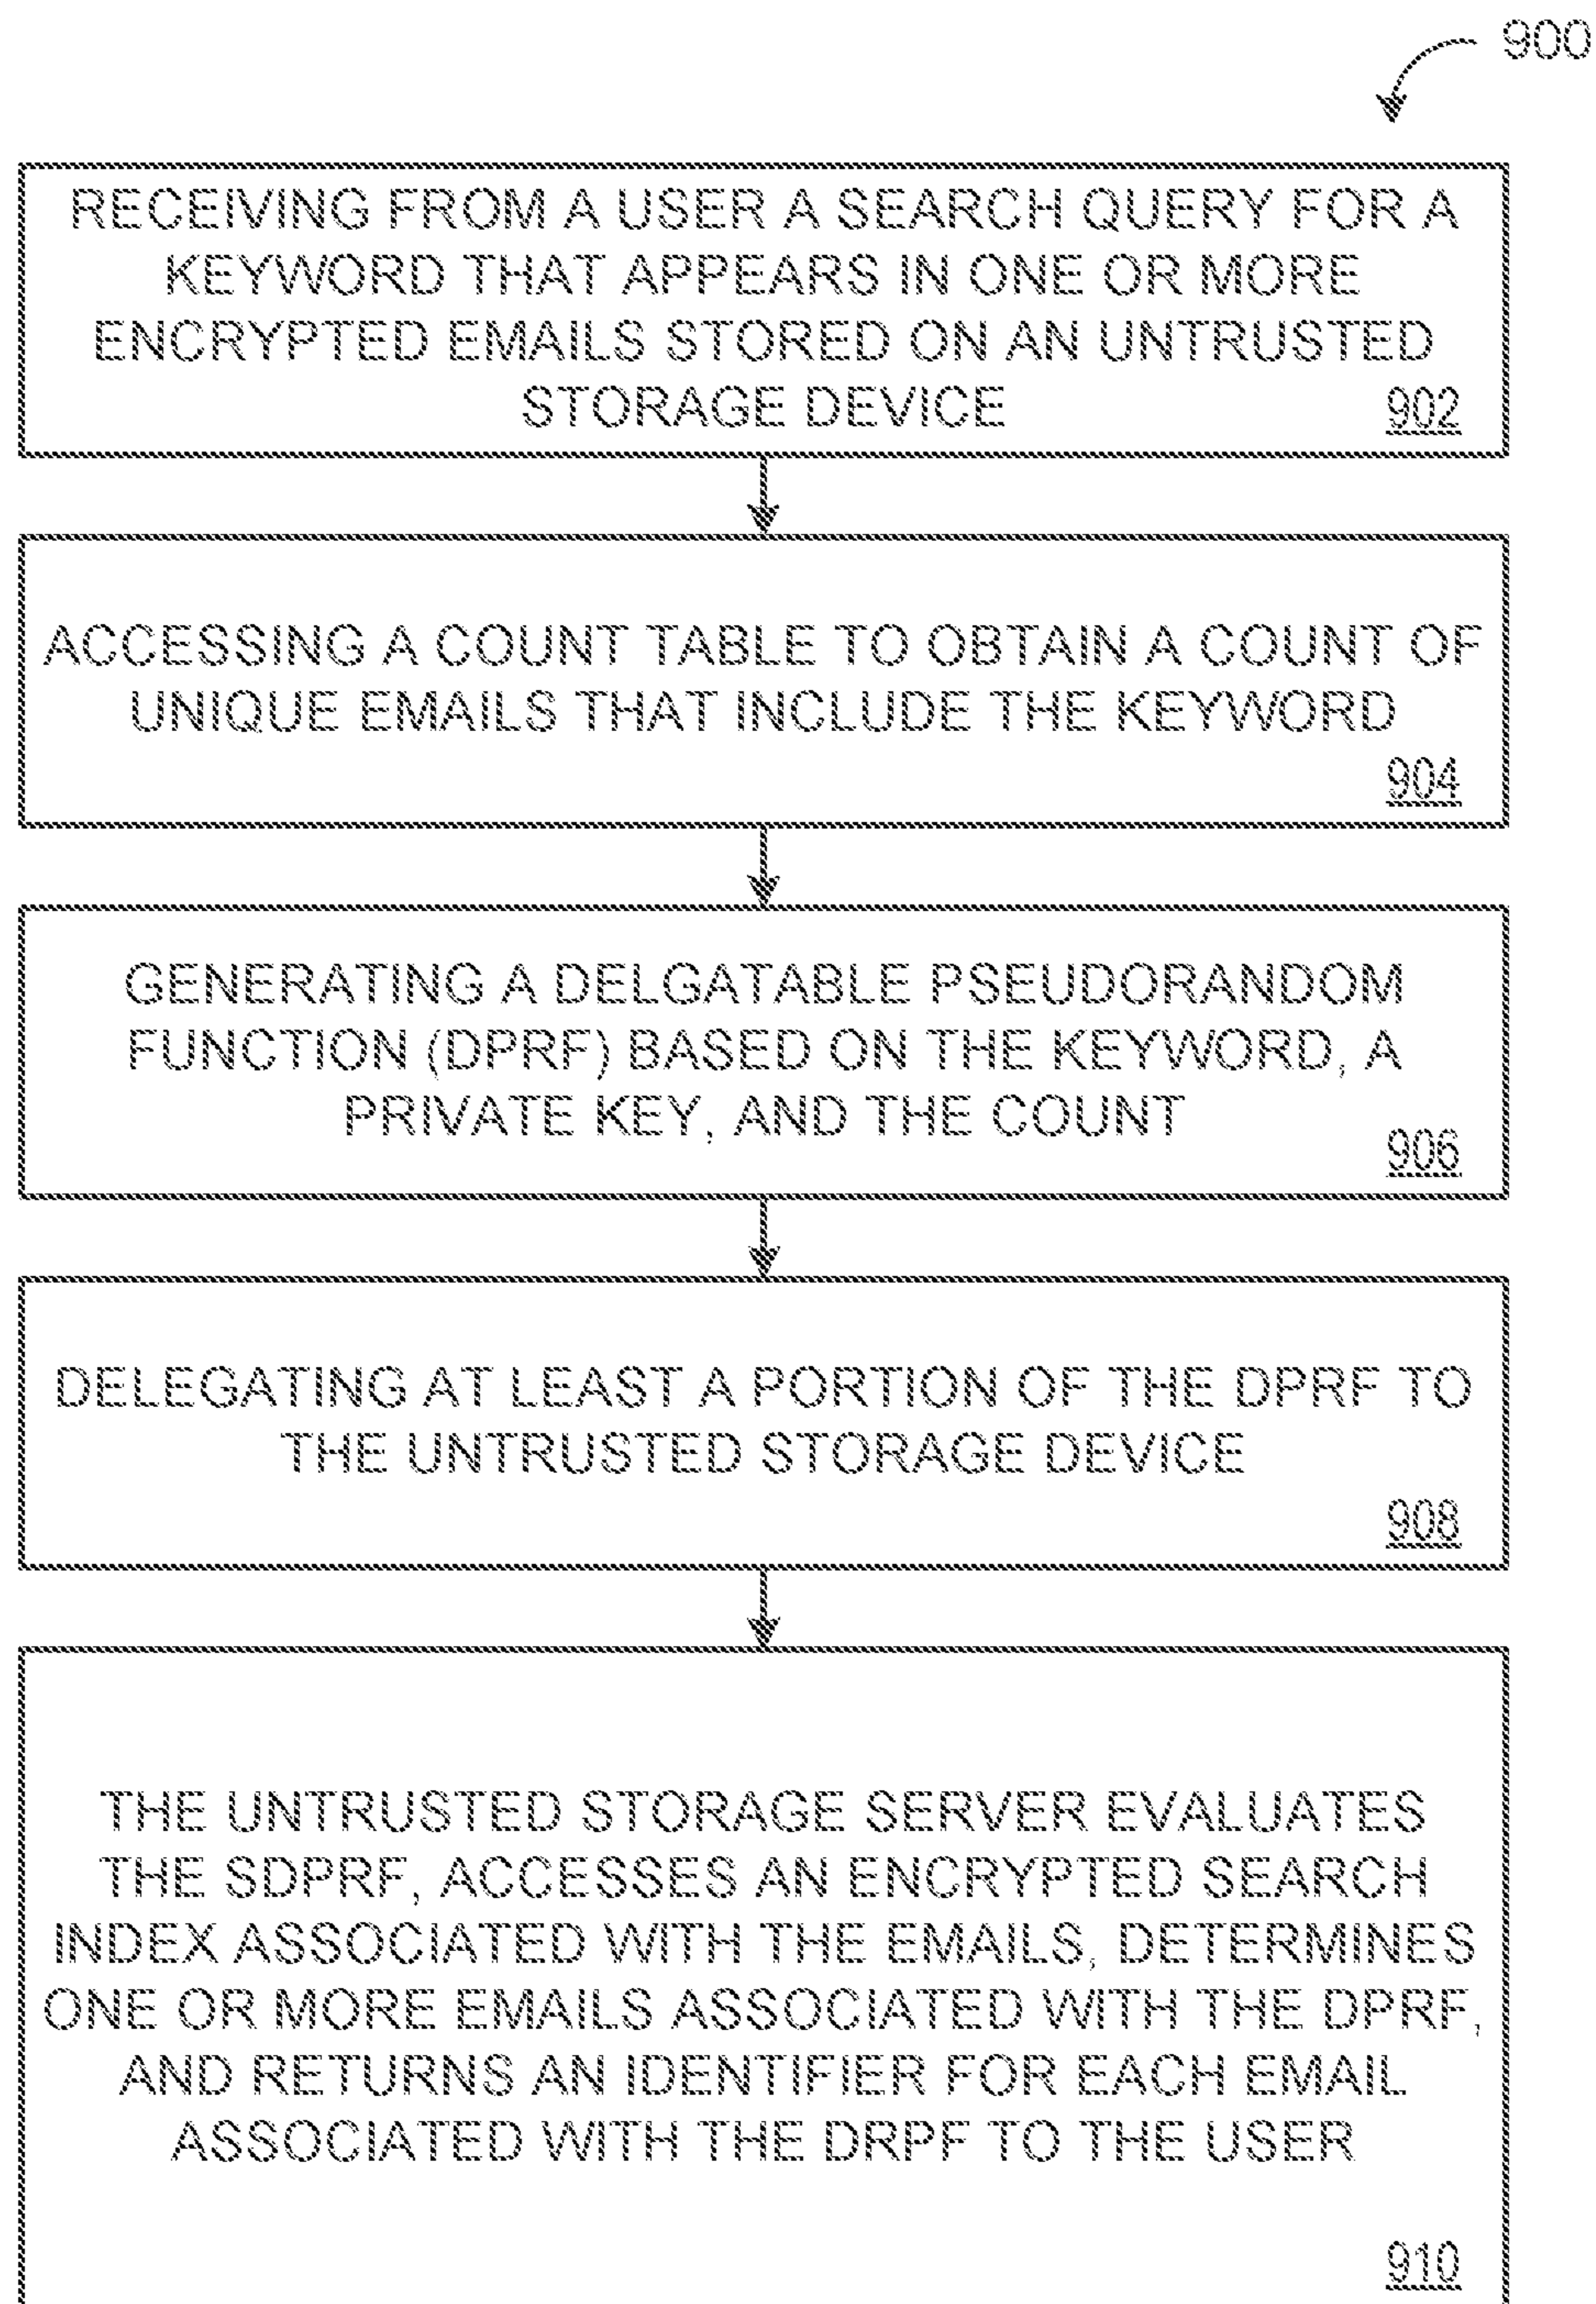 900
RECEIVING FROM A USER A SEARCH QUERY FOR A
KEYWORD THAT APPEARS IN ONE OR MORE
ENCRYPTED EMAILS STORED ON AN UNTRUSTED
STORAGE DEVICE
902
ACCESSING A COUNT TABLE TO OBTAIN A COUNT OF
UNIQUE EMAILS THAT INCLUDE THE KEYWORD
904
GENERATING A DELGATABLE PSEUDORANDOM
FUNCTION (DPRF) BASED ON THE KEYWORD, A
PRIVATE KEY, AND THE COUNT
906
DELEGATING AT LEAST A PORTION OF THE DPRF TO
THE UNTRUSTED STORAGE DEVICE
908
THE UNTRUSTED STORAGE SERVER EVALUATES
THE SDPRF, ACCESSES AN ENCRYPTED SEARCH
INDEX ASSOCIATED WITH THE EMAILS, DETERMINES
ONE OR MORE EMAILS ASSOCIATED WITH THE DPRF,
AND RETURNS AN IDENTIFIER FOR EACH EMAIL
ASSOCIATED WITH THE DRPF TO THE USER
910